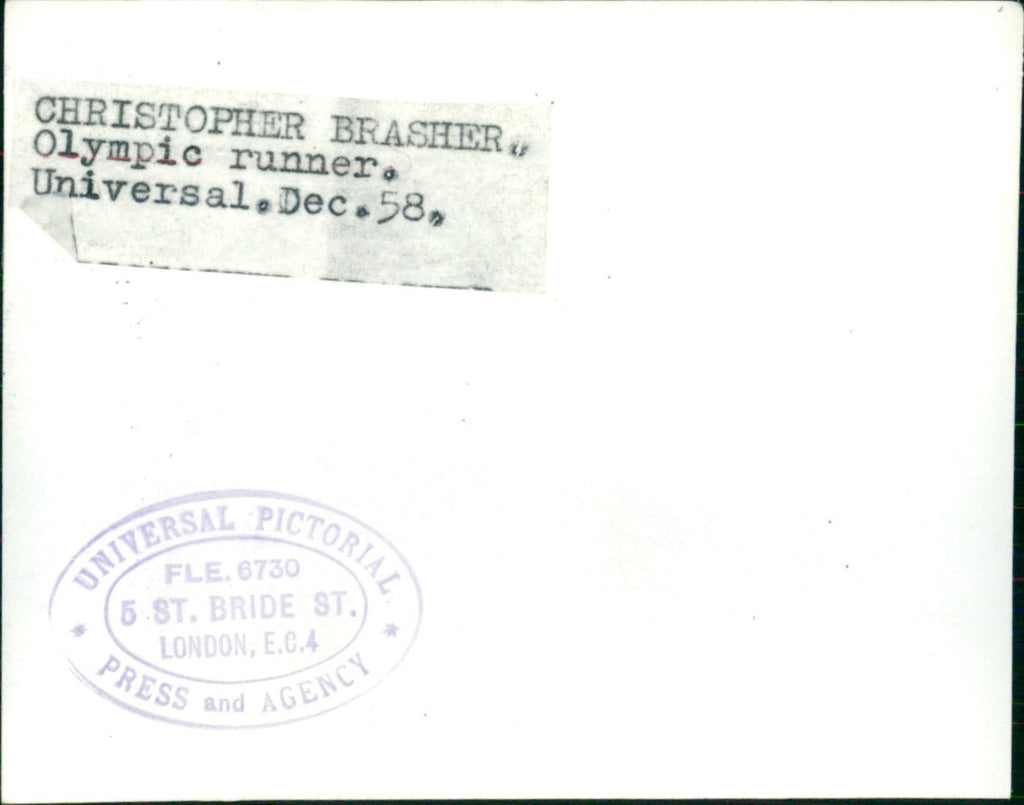 CHRISTOPHER BRASHER.
Olympic runner.
Universal.Dec.58.
UNIVERSAL PICTORIAL
FLE. 6730
5 ST. BRIDE ST.
LONDON, E.C.4
PRESS and AGENCY